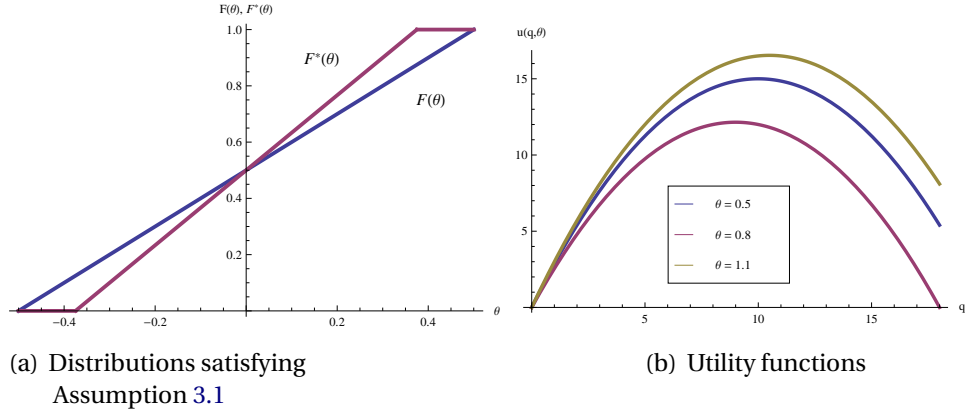 F(θ), F*(θ)
1.0
F*(θ)
0.8
F(θ)
0.6
0.4
0.2
−0.4
−0.2
0.2
0.4
θ
(a) Distributions satisfying
Assumption 3.1
u(q,θ)
15
10
5
θ = 0.5
θ = 0.8
θ = 1.1
5
10
15
q
(b) Utility functions